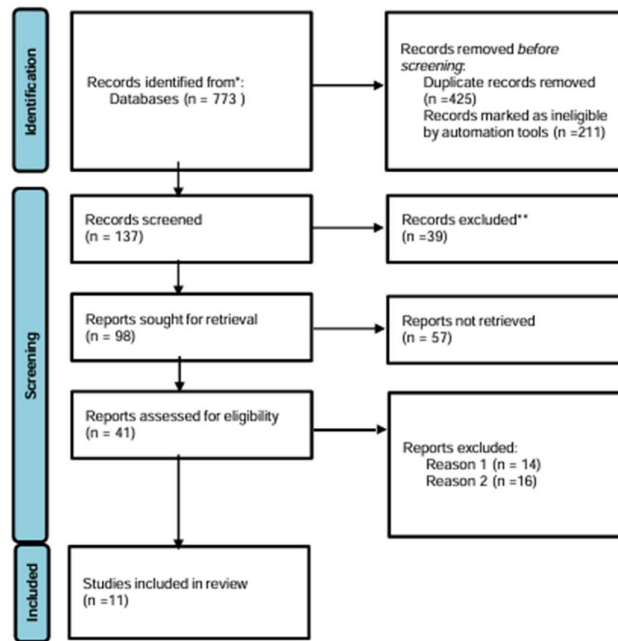 Identification
Records identified from*:
Databases (n = 773 )
Records removed before
screening:
Duplicate records removed
(n =425)
Records marked as ineligible
by automation tools (n =211)
Screening
Records screened
(n = 137)
Records excluded**
(n =39)
Reports sought for retrieval
(n = 98)
Reports not retrieved
(n = 57)
Reports assessed for eligibility
(n = 41)
Reports excluded:
Reason 1 (n = 14)
Reason 2 (n =16)
Included
Studies included in review
(n =11)